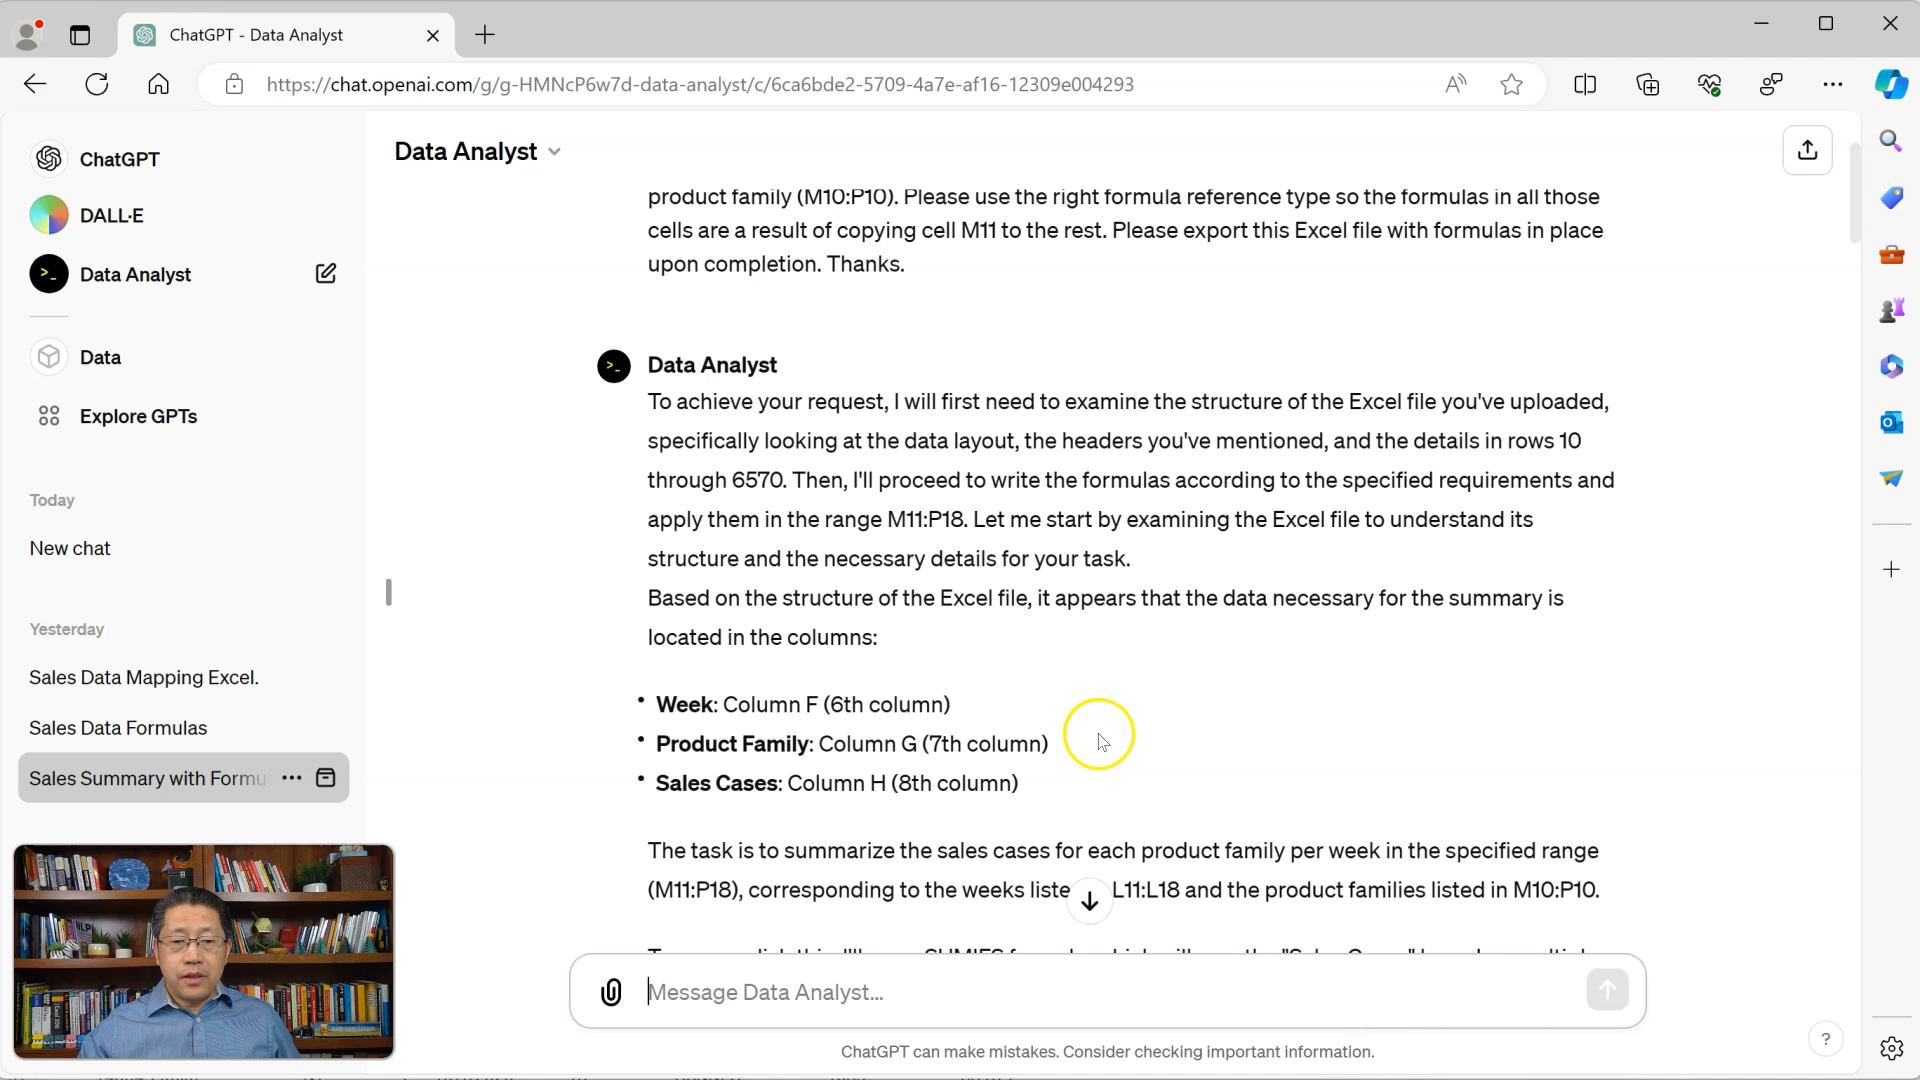 ChatGPT - Data Analyst
https://chat.openai.com/g/g-HMNcP6w7d-data-analyst/c/6ca6bde2-5709-4a7e-af16-12309e004293
ChatGPT
DALL·E
Data Analyst
Data
Explore GPTs
Today
New chat
Yesterday
Sales Data Mapping Excel.
Sales Data Formulas
Sales Summary with Formu
Data Analyst
product family (M10:P10). Please use the right formula reference type so the formulas in all those
cells are a result of copying cell M11 to the rest. Please export this Excel file with formulas in place
upon completion. Thanks.
Data Analyst
To achieve your request, I will first need to examine the structure of the Excel file you've uploaded,
specifically looking at the data layout, the headers you've mentioned, and the details in rows 10
through 6570. Then, I'll proceed to write the formulas according to the specified requirements and
apply them in the range M11:P18. Let me start by examining the Excel file to understand its
structure and the necessary details for your task.
Based on the structure of the Excel file, it appears that the data necessary for the summary is
located in the columns:
• Week: Column F (6th column)
• Product Family: Column G (7th column)
• Sales Cases: Column H (8th column)
The task is to summarize the sales cases for each product family per week in the specified range
(M11:P18), corresponding to the weeks liste L11:L18 and the product families listed in M10:P10.
Message Data Analyst...
ChatGPT can make mistakes. Consider checking important information.
?